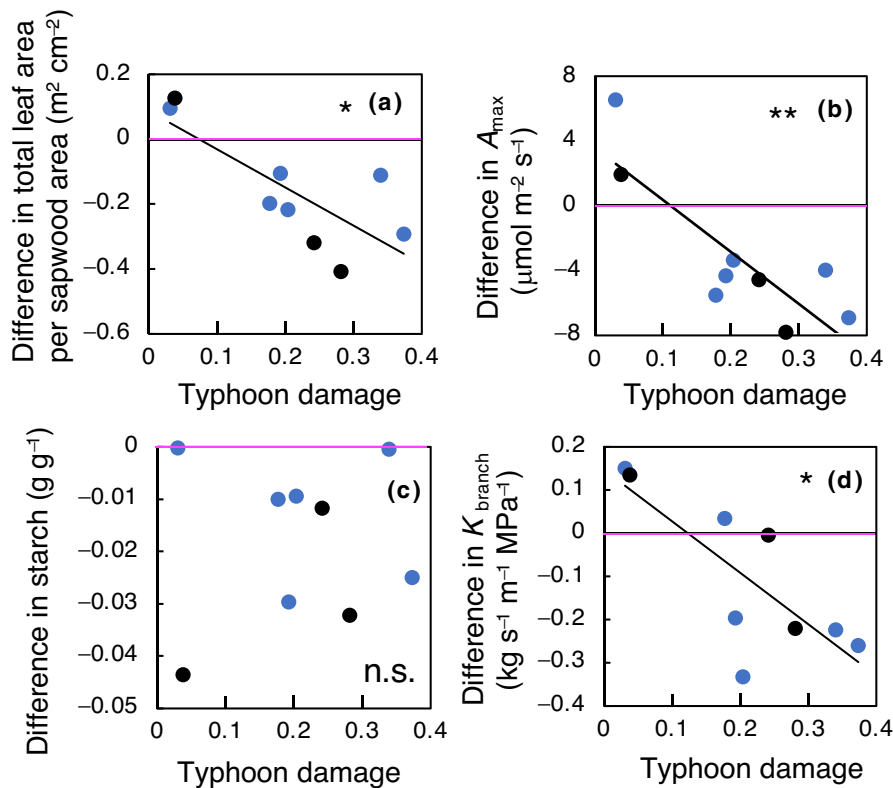 Difference in total leaf area
per sapwood area (m² cm⁻²)
0.2
0
−0.2
−0.4
−0.6
* (a)
0 0.1 0.2 0.3 0.4
Typhoon damage
Difference in Amax
(μmol m⁻² s⁻¹)
8
4
0
−4
−8
** (b)
0 0.1 0.2 0.3 0.4
Typhoon damage
Difference in starch (g g⁻¹)
0
−0.01
−0.02
−0.03
−0.04
−0.05
(c)
n.s.
0 0.1 0.2 0.3 0.4
Typhoon damage
Difference in Kbranch
(kg s⁻¹ m⁻¹ MPa⁻¹)
0.2
0.1
0
−0.1
−0.2
−0.3
−0.4
* (d)
0 0.1 0.2 0.3 0.4
Typhoon damage